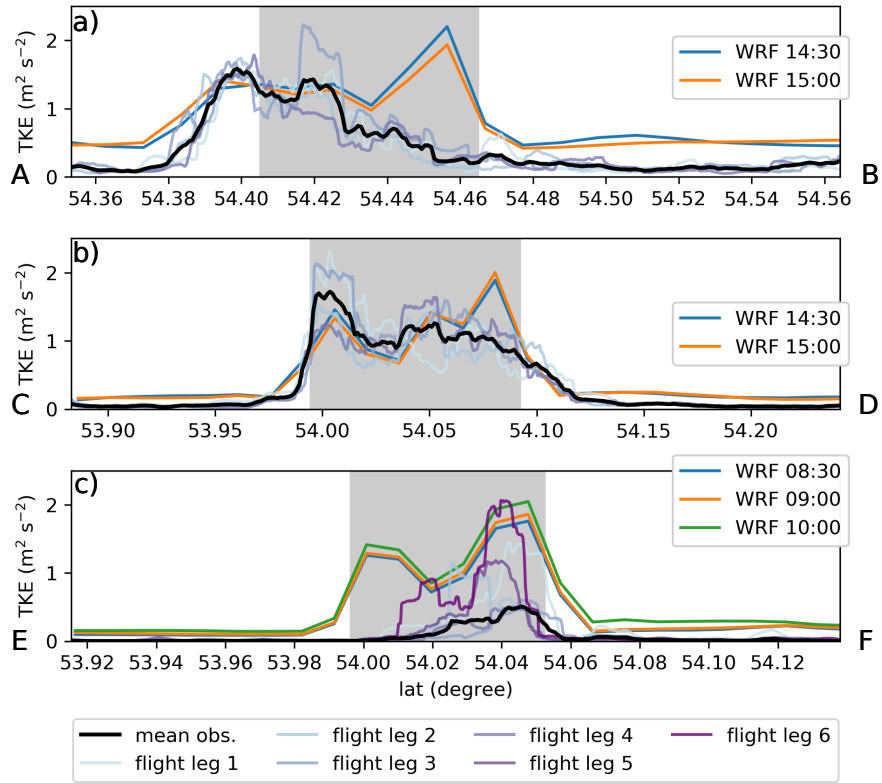 a)
WRF 14:30
WRF 15:00
TKE (m² s⁻²)
2
1
0
A
B
54.36 54.38 54.40 54.42 54.44 54.46 54.48 54.50 54.52 54.54 54.56
b)
WRF 14:30
WRF 15:00
TKE (m² s⁻²)
2
1
0
C
D
53.90 53.95 54.00 54.05 54.10 54.15 54.20
c)
WRF 08:30
WRF 09:00
WRF 10:00
TKE (m² s⁻²)
2
1
0
E
F
53.92 53.94 53.96 53.98 54.00 54.02 54.04 54.06 54.08 54.10 54.12
lat (degree)
mean obs. flight leg 2 flight leg 4 flight leg 6
flight leg 1 flight leg 3 flight leg 5